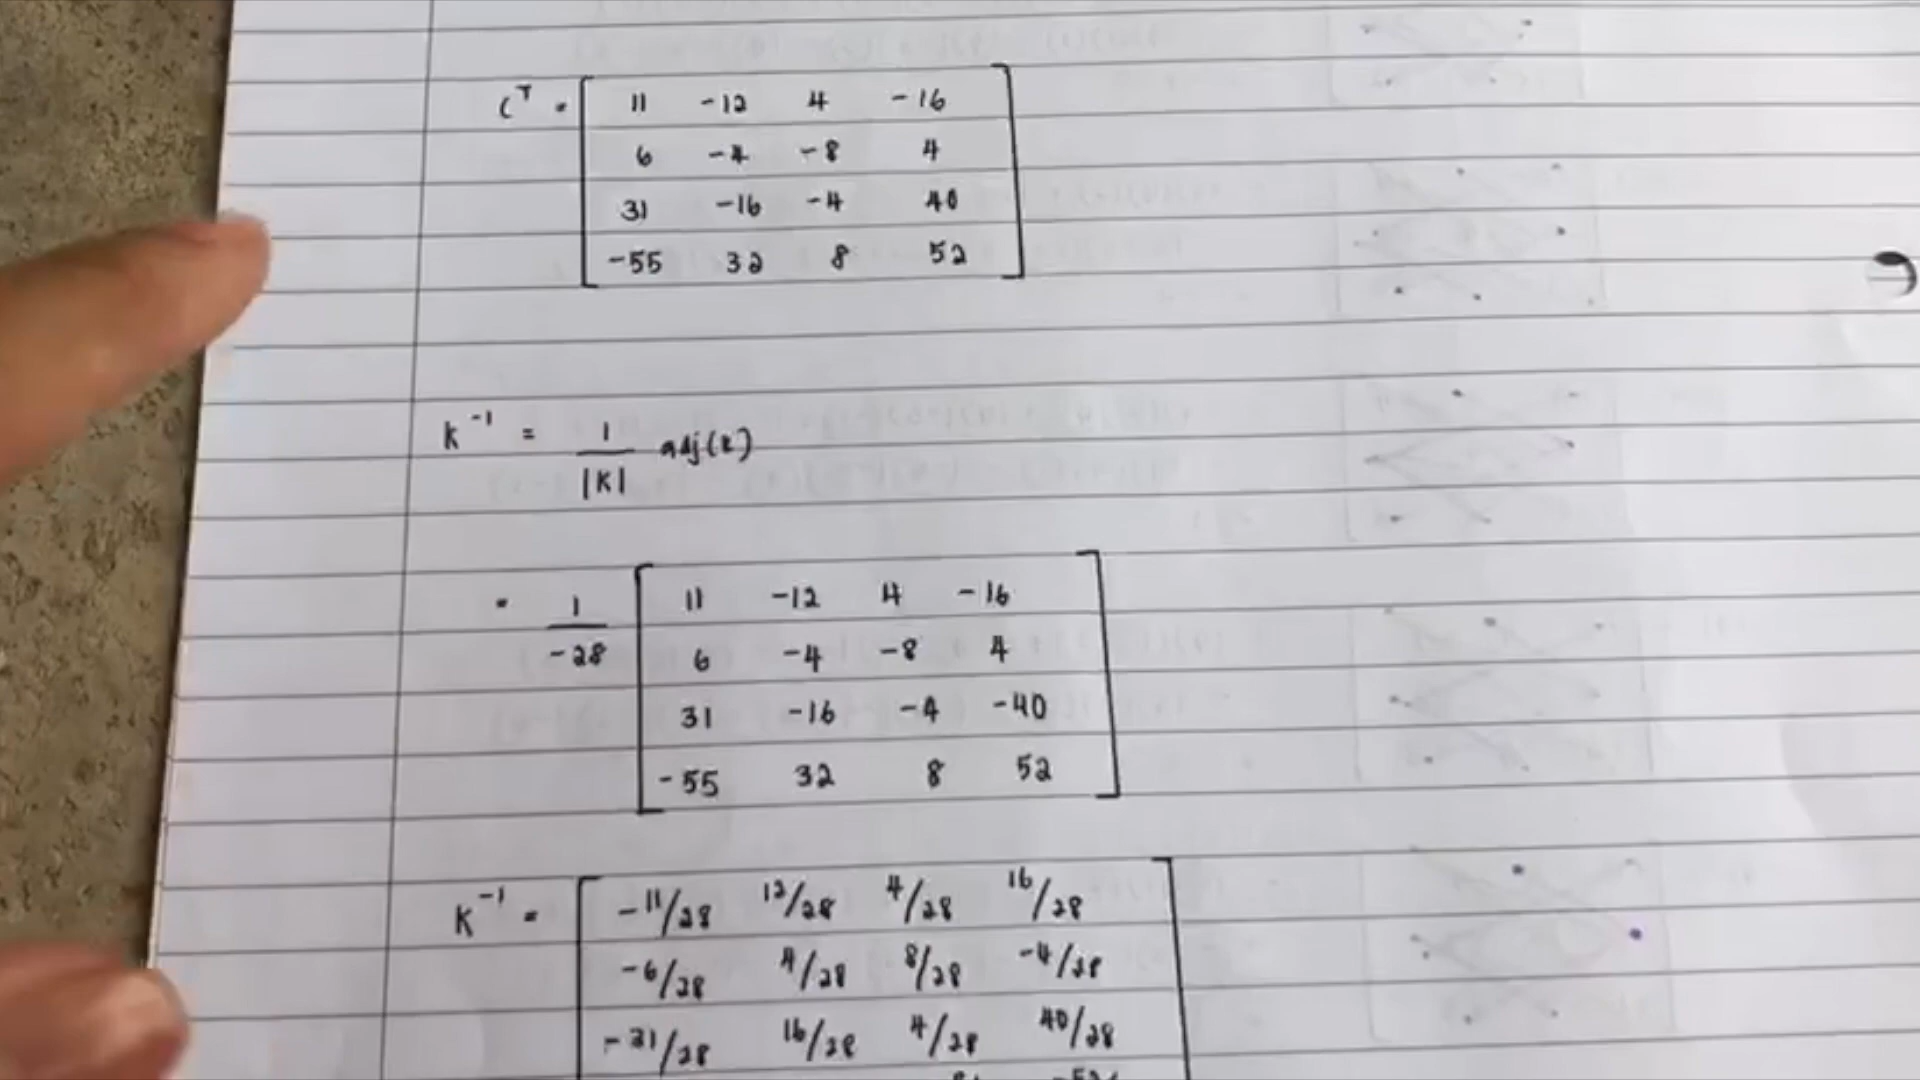 C^T = [ 11 -12 4 -16
6 -4 -8 4
31 -16 -4 40
-55 32 8 52 ]
K^-1 = 1/|K| adj(K)
= 1/-28 [ 11 -12 4 -16
6 -4 -8 4
31 -16 -4 -40
-55 32 8 52 ]
K^-1 = [ -11/28 12/28 4/28 16/28
-6/28 4/28 8/28 -4/28
-31/28 16/28 4/28 40/28